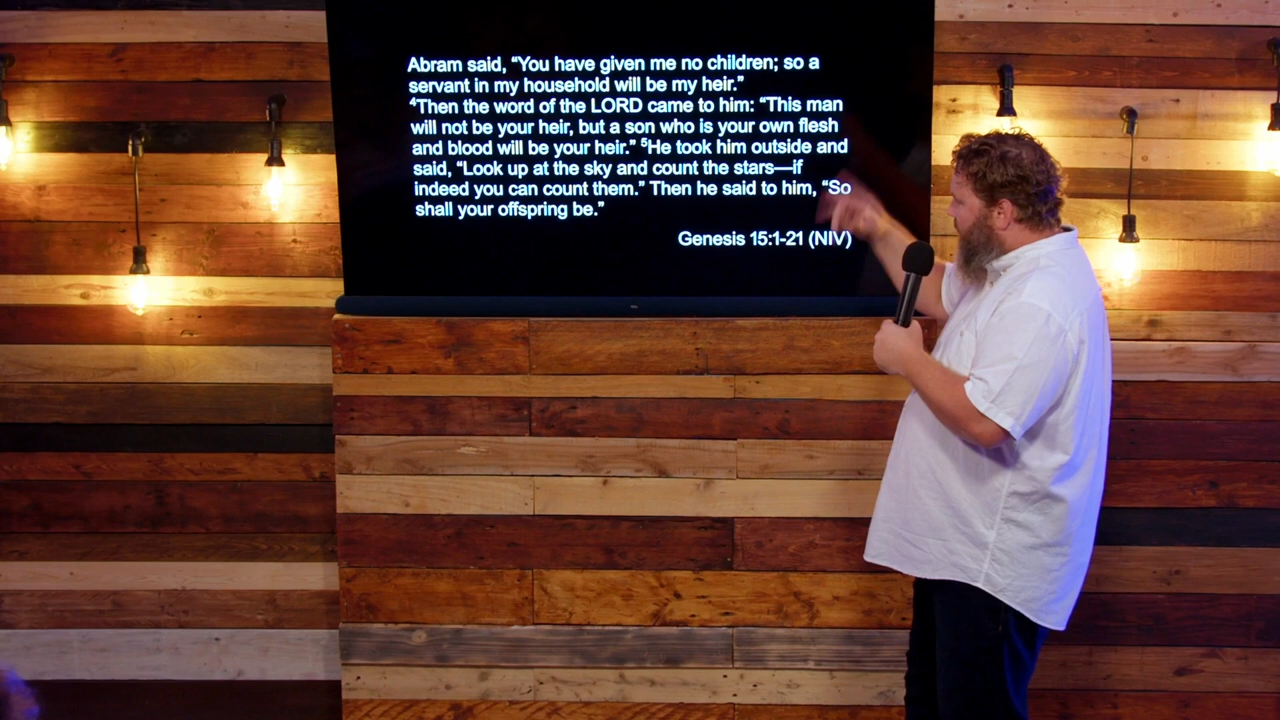 Abram said, “You have given me no children; so a
servant in my household will be my heir.”
⁴Then the word of the LORD came to him: “This man
will not be your heir, but a son who is your own flesh
and blood will be your heir.” ⁵He took him outside and
said, “Look up at the sky and count the stars—if
indeed you can count them.” Then he said to him, “So
shall your offspring be.”
Genesis 15:1-21 (NIV)